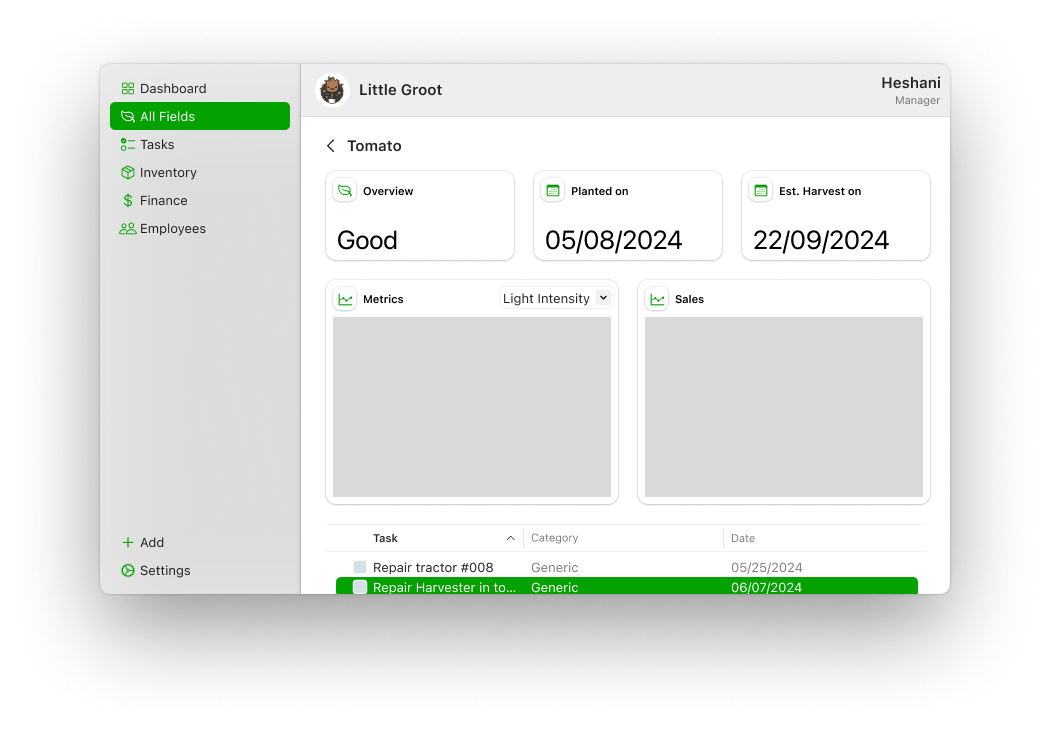 Dashboard
All Fields
Tasks
Inventory
Finance
Employees
Add
Settings
Little Groot
Heshani
Manager
Tomato
Overview
Good
Planted on
05/08/2024
Est. Harvest on
22/09/2024
Metrics
Light Intensity
Sales
Task Category Date
Repair tractor #008 Generic 05/25/2024
Repair Harvester in to... Generic 06/07/2024